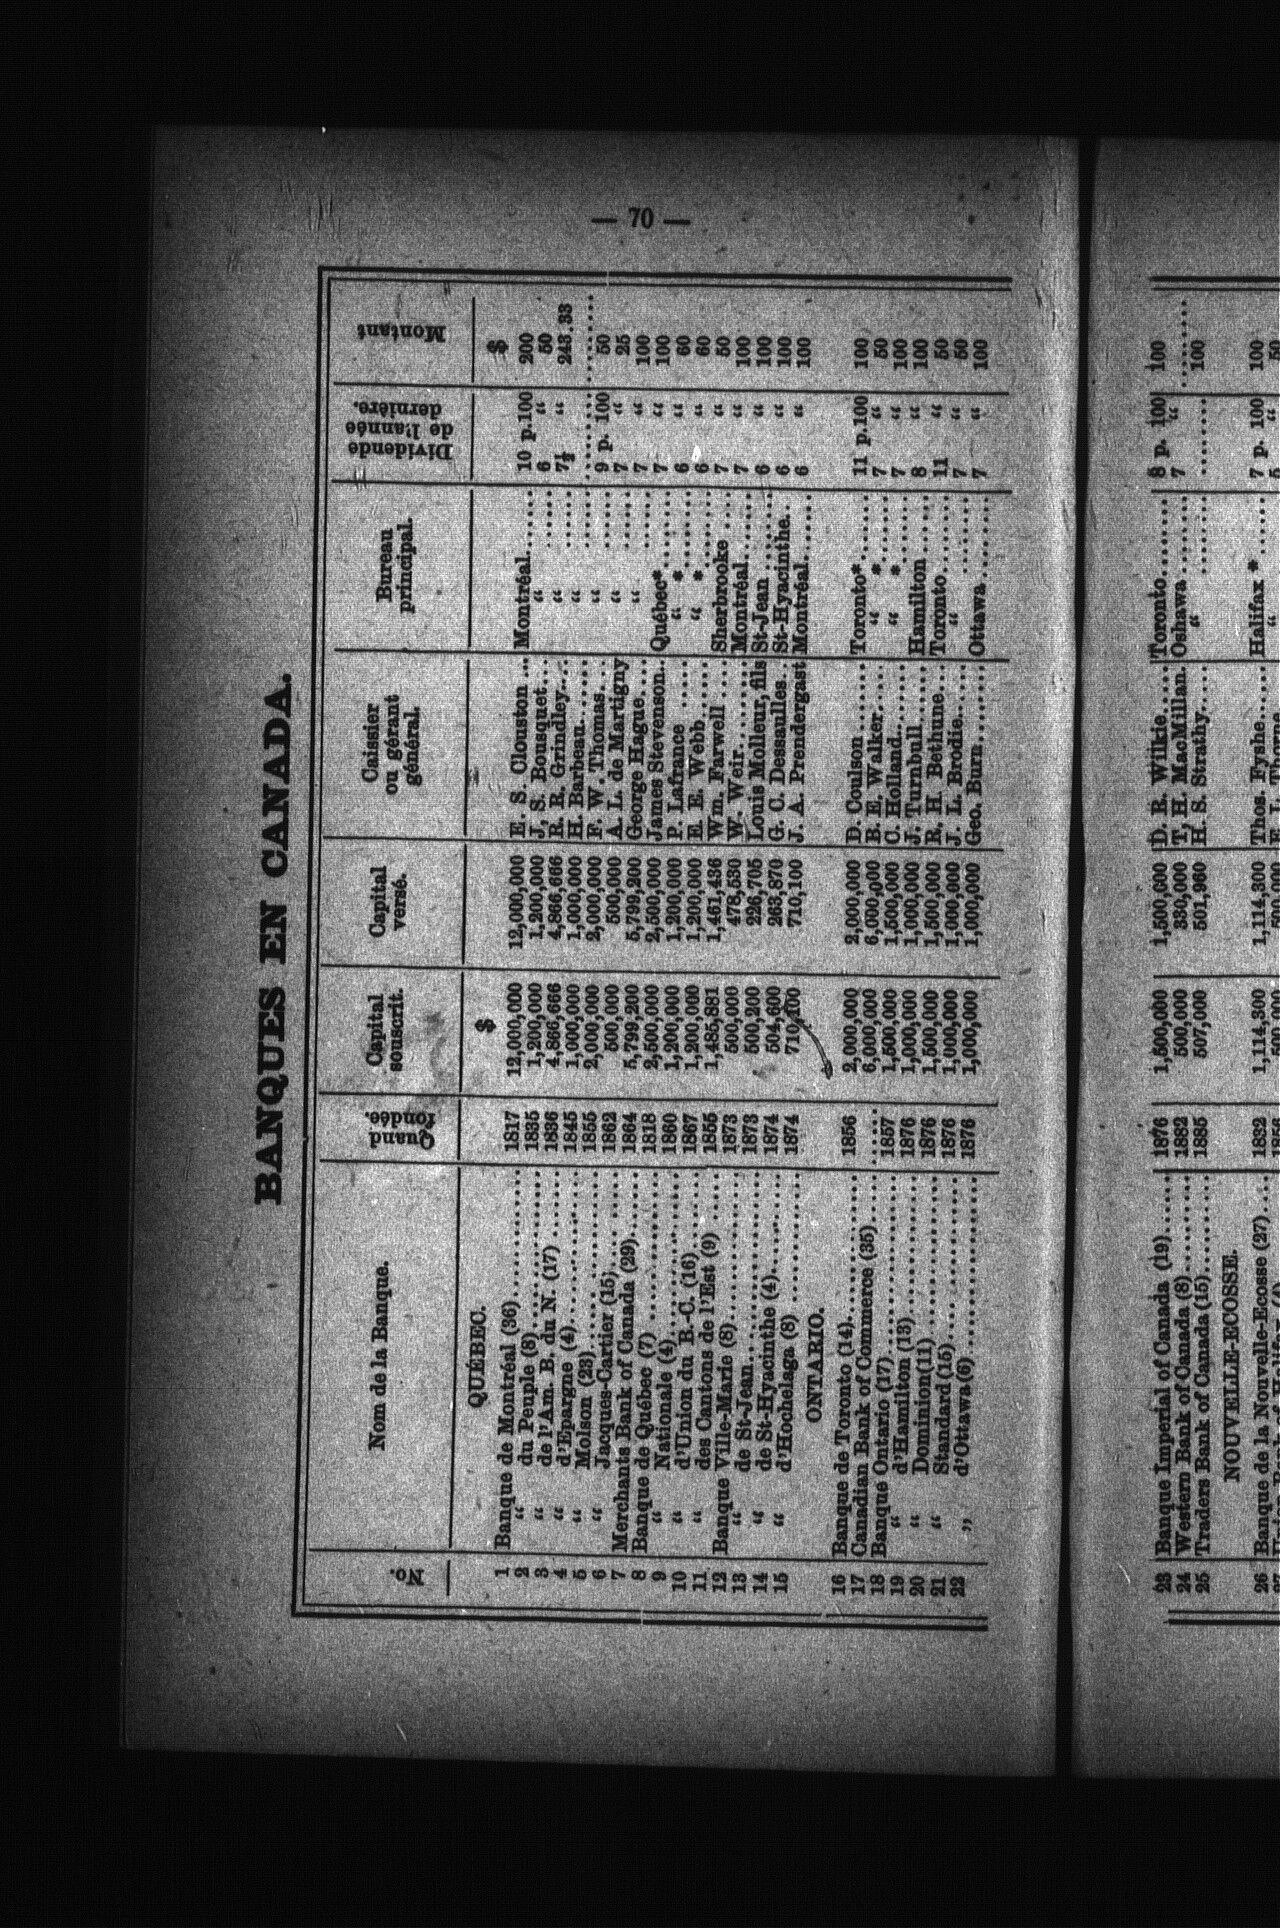 — 70 —
BANQUES EN CANADA.
No. Nom de la Banque. Quand fondée. Capital souscrit. Capital versé. Caissier ou gérant général. Bureau principal. Dividende de l'année dernière. Montant
QUÉBEC. $ $
1 Banque de Montréal (36)........ 1817 12,000,000 12,000,000 E. S. Clouston ... Montréal....... 10 p.100 200
2 " du Peuple (8)........ 1835 1,200,000 1,200,000 J. S. Bousquet.... " ....... 6 " 50
3 " de l'Am. B. du N. (17)........ 1836 4,866,666 4,866,666 R. R. Grindley.... " ....... 7½ " 243.33
4 " d'Epargne (4)........ 1845 1,000,000 1,000,000 H. Barbeau....... " ....... ....... .......
5 " Molson (23)........ 1855 2,000,000 2,000,000 F. W. Thomas.... " ....... 9 p. 100 50
6 " Jacques-Cartier (15)........ 1862 500,000 500,000 A. L. de Martigny " ....... 7 " 25
7 Merchants Bank of Canada (29)..... 1864 5,799,200 5,799,200 George Hague..... " ....... 7 " 100
8 Banque de Québec (7) ........ 1818 2,500,000 2,500,000 James Stevenson.. Québec*....... 7 " 100
9 " Nationale (4)........ 1860 1,200,000 1,200,000 P. Lafrance ..... " * ....... 6 " 60
10 " d'Union du B.-C. (16)........ 1867 1,200,000 1,200,000 E. E. Webb....... " * ....... 6 " 60
11 " des Cantons de l'Est (9) ..... 1855 1,485,881 1,461,436 Wm. Farwell ..... Sherbrooke .... 7 " 50
12 Banque Ville-Marie (8)........ 1873 500,000 478,530 W. Weir........ Montréal....... 7 " 100
13 " de St-Jean........ 1873 500,200 226,705 Louis Molleur, fils St-Jean ....... 6 " 100
14 " de St-Hyacinthe (4)........ 1874 504,600 263,870 G. C. Dessaulles... St-Hyacinthe.. 6 " 100
15 " d'Hochelaga (8) ........ 1874 710,100 710,100 J. A. Prendergast Montréal....... 6 " 100
ONTARIO.
16 Banque de Toronto (14)........ 1856 2,000,000 2,000,000 D. Coulson ....... Toronto*....... 11 p.100 100
17 Canadian Bank of Commerce (35)..... ...... 6,000,000 6,000,000 B. E. Walker..... " * ....... 7 " 50
18 Banque Ontario (17)........ 1857 1,500,000 1,500,000 C. Holland....... " * ....... 7 " 100
19 " d'Hamilton (13)........ 1876 1,000,000 1,000,000 J. Turnbull....... Hamilton....... 8 " 100
20 " Dominion(11)........ 1876 1,500,000 1,500,000 R. H. Bethune.... Toronto....... 11 " 50
21 " Standard (15)........ 1876 1,000,000 1,000,000 J. L. Brodie..... " ....... 7 " 50
22 " d'Ottawa(6) ........ 1876 1,000,000 1,000,000 Geo. Burn....... Ottawa....... 7 " 100
23 Banque Imperial of Canada (19)...... 1876 1,500,000 1,500,000 D. R. Wilkie..... Toronto....... 8 p. 100 100
24 Western Bank of Canada (8)........ 1882 500,000 330,000 T. H. MacMillan. Oshawa ....... 7 " .......
25 Traders Bank of Canada (15)........ 1885 507,000 501,960 H. S. Strathy..... " ....... ....... 100
NOUVELLE-ECOSSE.
26 Banque de la Nouvelle-Ecosse (27)... 1832 1,114,300 1,114,300 Thos. Fyshe..... Halifax * ..... 7 p. 100 100